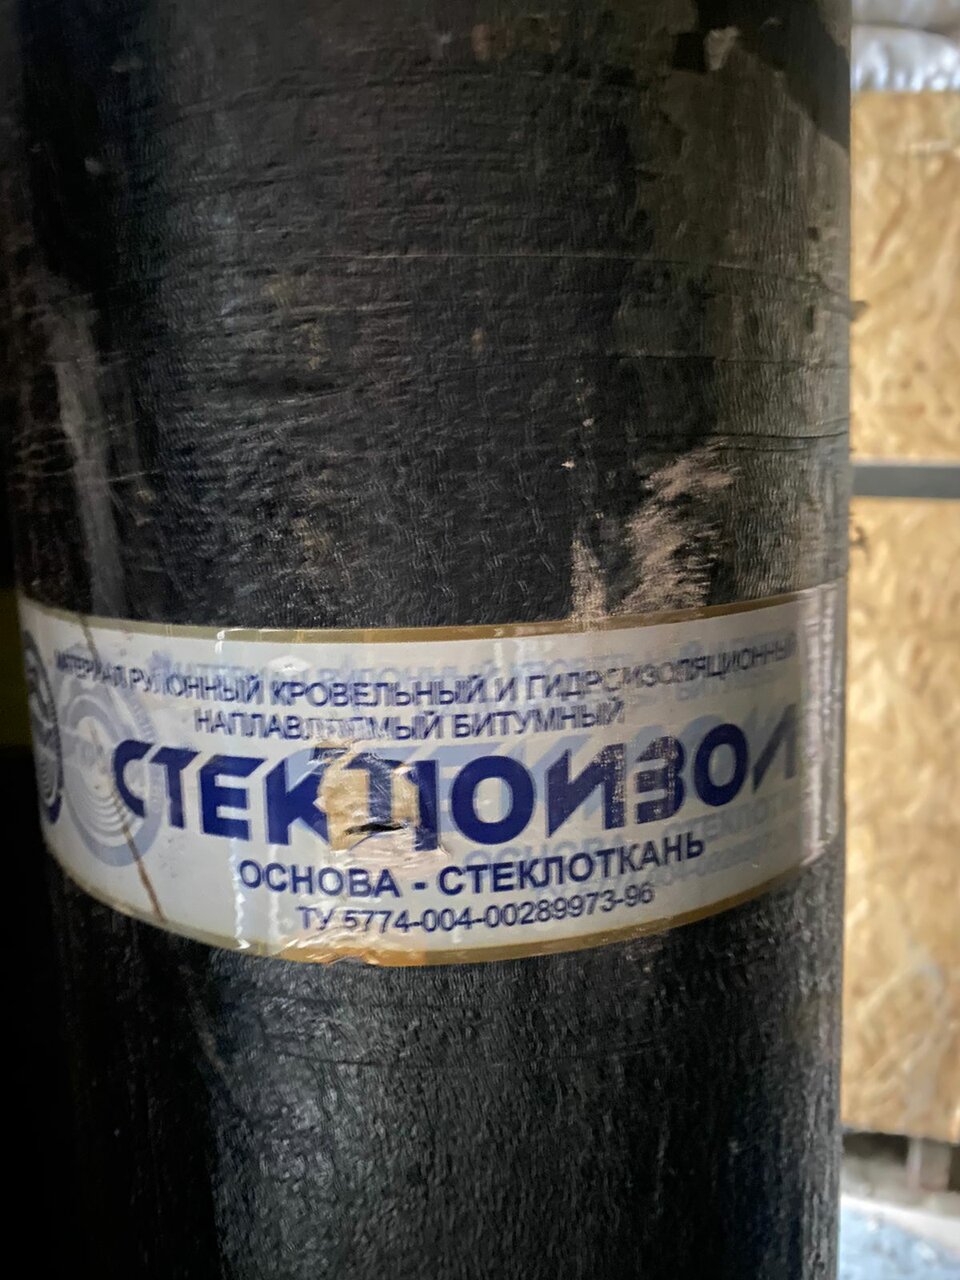 МАТЕРИАЛ РУЛОННЫЙ КРОВЕЛЬНЫЙ И ГИДРОИЗОЛЯЦИОННЫЙ
НАПЛАВЛЯЕМЫЙ БИТУМНЫЙ
СТЕКЛОИЗОЛ
ОСНОВА - СТЕКЛОТКАНЬ
ТУ 5774-004-00289973-96